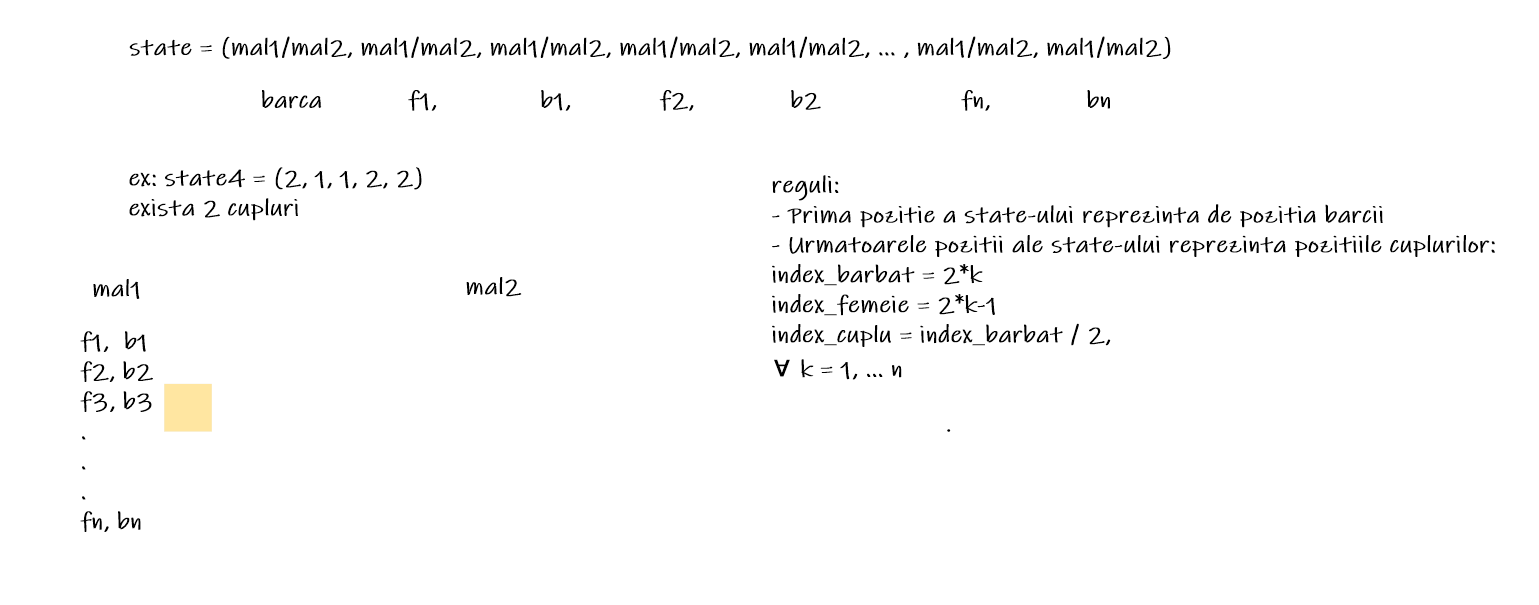 state = (mal1/mal2, mal1/mal2, mal1/mal2, mal1/mal2, mal1/mal2, ... , mal1/mal2, mal1/mal2)
barca f1, b1, f2, b2 fn, bn
ex: state4 = (2, 1, 1, 2, 2)
exista 2 cupluri
mal1 mal2
f1, b1
f2, b2
f3, b3
.
.
.
fn, bn
reguli:
- Prima pozitie a state-ului reprezinta de pozitia barcii
- Urmatoarele pozitii ale state-ului reprezinta pozitiile cuplurilor:
index_barbat = 2*k
index_femeie = 2*k-1
index_cuplu = index_barbat / 2,
∀ k = 1, ... n
.